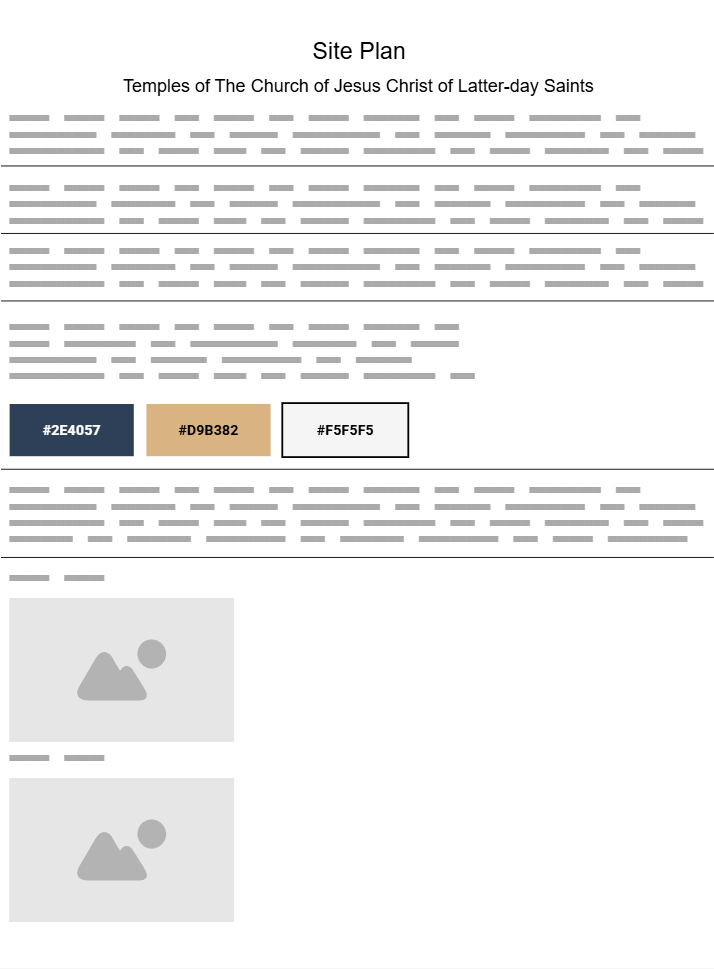 Site Plan
Temples of The Church of Jesus Christ of Latter-day Saints
#2E4057 #D9B382 #F5F5F5